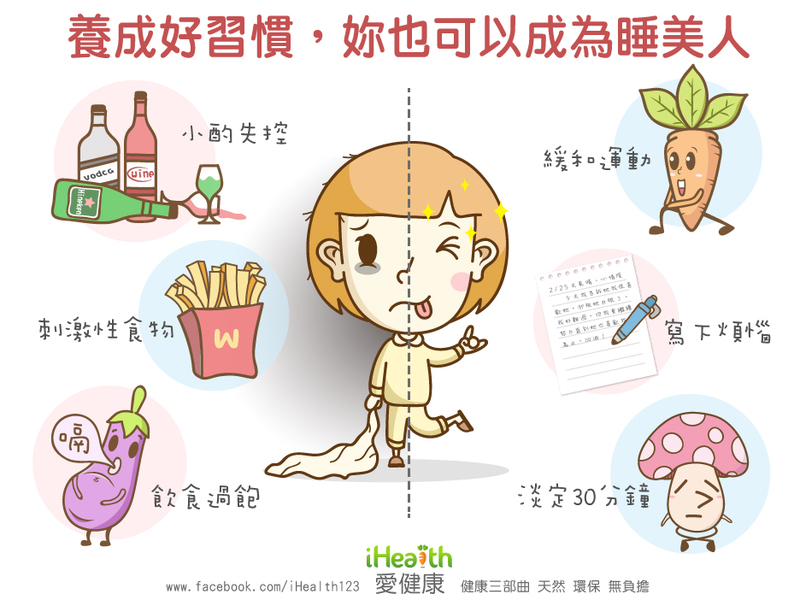 養成好習慣，妳也可以成為睡美人
小酌失控
vodca
wine
緩和運動
刺激性食物
W
寫下煩惱
嗝
飲食過飽
淡定30分鐘
iHealth
愛健康
www.facebook.com/iHealth123
健康三部曲 天然 環保 無負擔